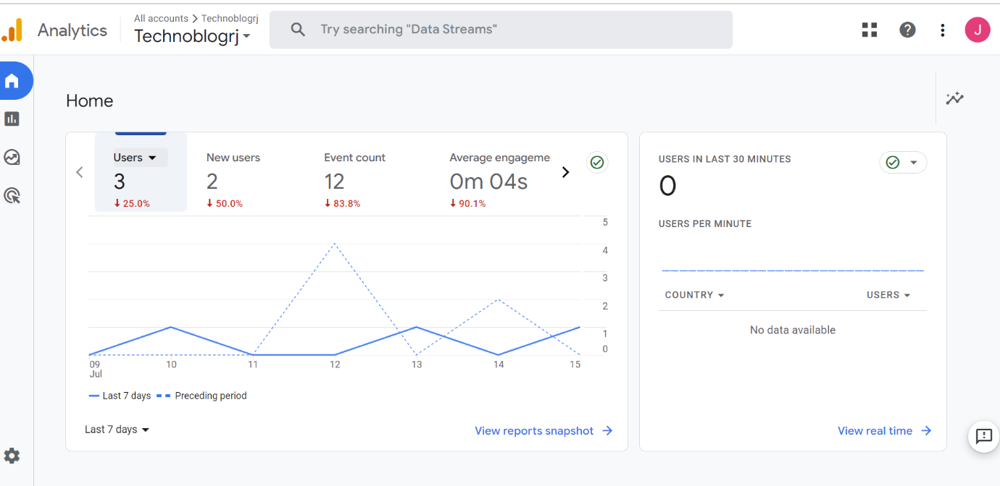 Analytics
All accounts > Technoblogrj
Technoblogrj
Try searching "Data Streams"
J
Home
Users
3
25.0%
New users
2
50.0%
Event count
12
83.8%
Average engageme
0m 04s
90.1%
5
4
3
2
1
0
09
Jul
10
11
12
13
14
15
Last 7 days
Preceding period
Last 7 days
View reports snapshot
USERS IN LAST 30 MINUTES
0
USERS PER MINUTE
COUNTRY
USERS
No data available
View real time